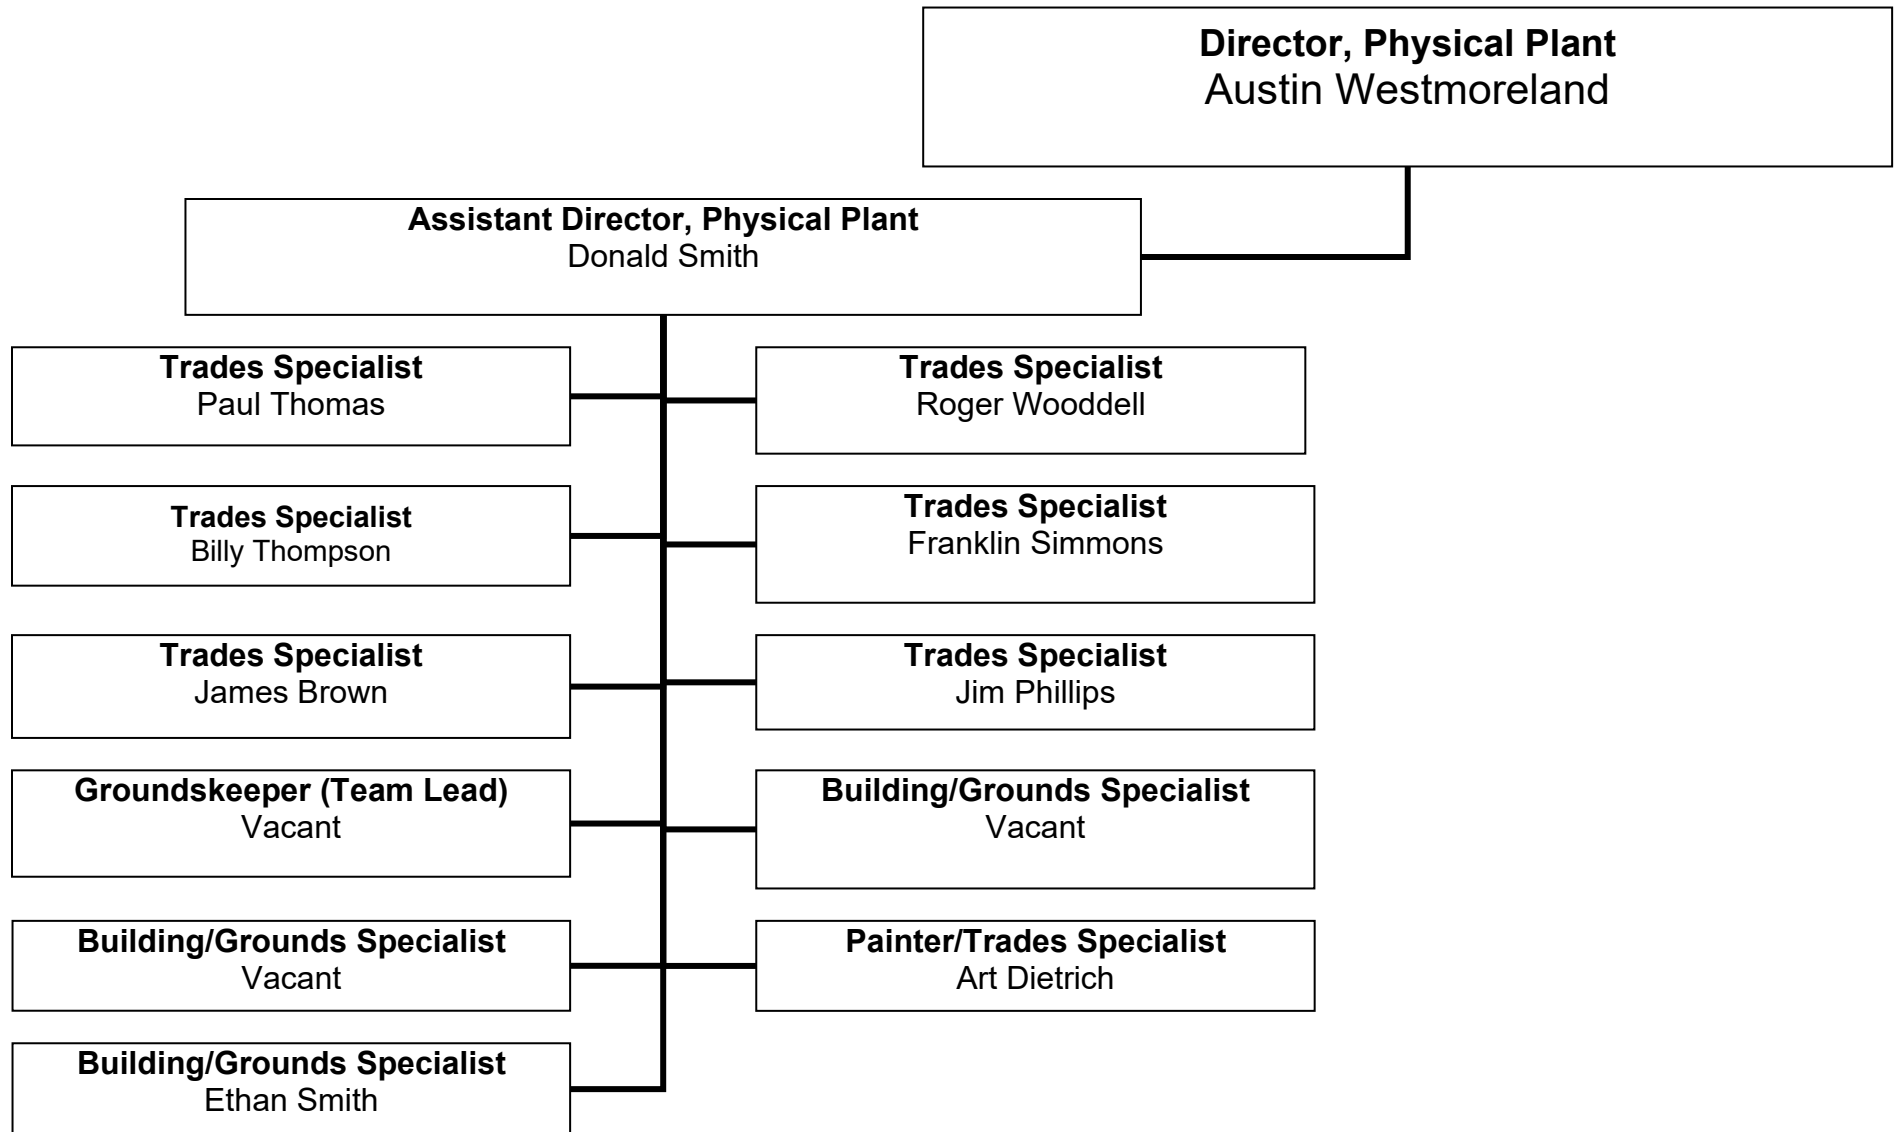 Director, Physical Plant
Austin Westmoreland
Assistant Director, Physical Plant
Donald Smith
Trades Specialist
Paul Thomas
Trades Specialist
Roger Wooddell
Trades Specialist
Billy Thompson
Trades Specialist
Franklin Simmons
Trades Specialist
James Brown
Trades Specialist
Jim Phillips
Groundskeeper (Team Lead)
Vacant
Building/Grounds Specialist
Vacant
Building/Grounds Specialist
Vacant
Painter/Trades Specialist
Art Dietrich
Building/Grounds Specialist
Ethan Smith